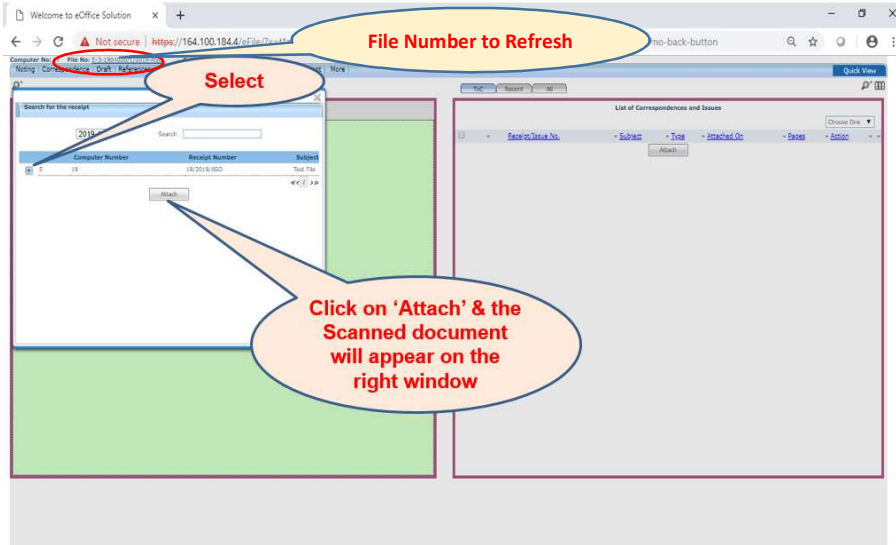 Welcome to eOffice Solution
Not secure | https://164.100.184.4/eFile/?x=
no-back-button
File Number to Refresh
Computer No: File No:
Noting Correspondence Draft References More
Quick View
Select
ToC Recent All
Search for the receipt
2019 Search
List of Correspondences and Issues
Choose One
Receipt/Issue No. Subject Type Attached On Pages Action
Attach
Computer Number Receipt Number Subject
19 19/2019/ASO Test File
Attach
Click on ‘Attach’ & the
Scanned document
will appear on the
right window